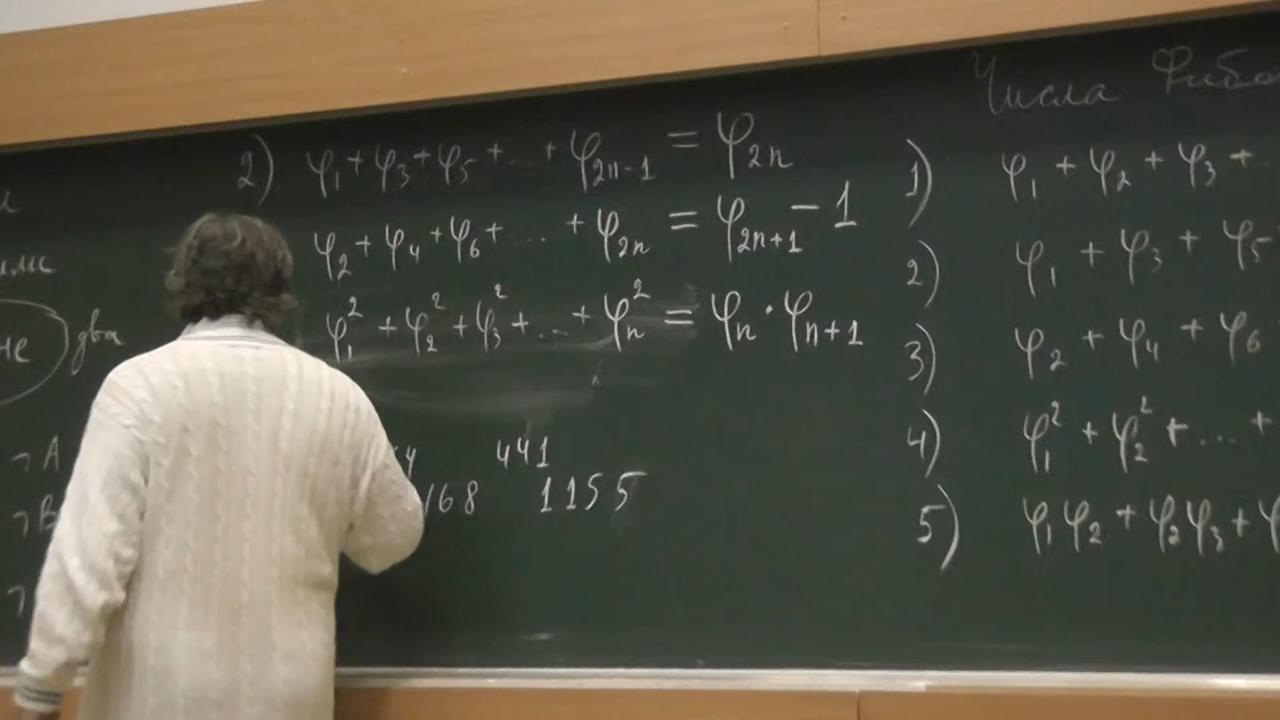 Числа Фибо
2) φ₁ + φ₃ + φ₅ + ... + φ₂ₙ₋₁ = φ₂ₙ
φ₂ + φ₄ + φ₆ + ... + φ₂ₙ = φ₂ₙ₊₁ − 1
φ₁² + φ₂² + φ₃² + ... + φₙ² = φₙ · φₙ₊₁
441
168 1155
не два
¬A
¬B
¬
1) φ₁ + φ₂ + φ₃ + ..
2) φ₁ + φ₃ + φ₅
3) φ₂ + φ₄ + φ₆
4) φ₁² + φ₂² + ... +
5) φ₁φ₂ + φ₂φ₃ + φ